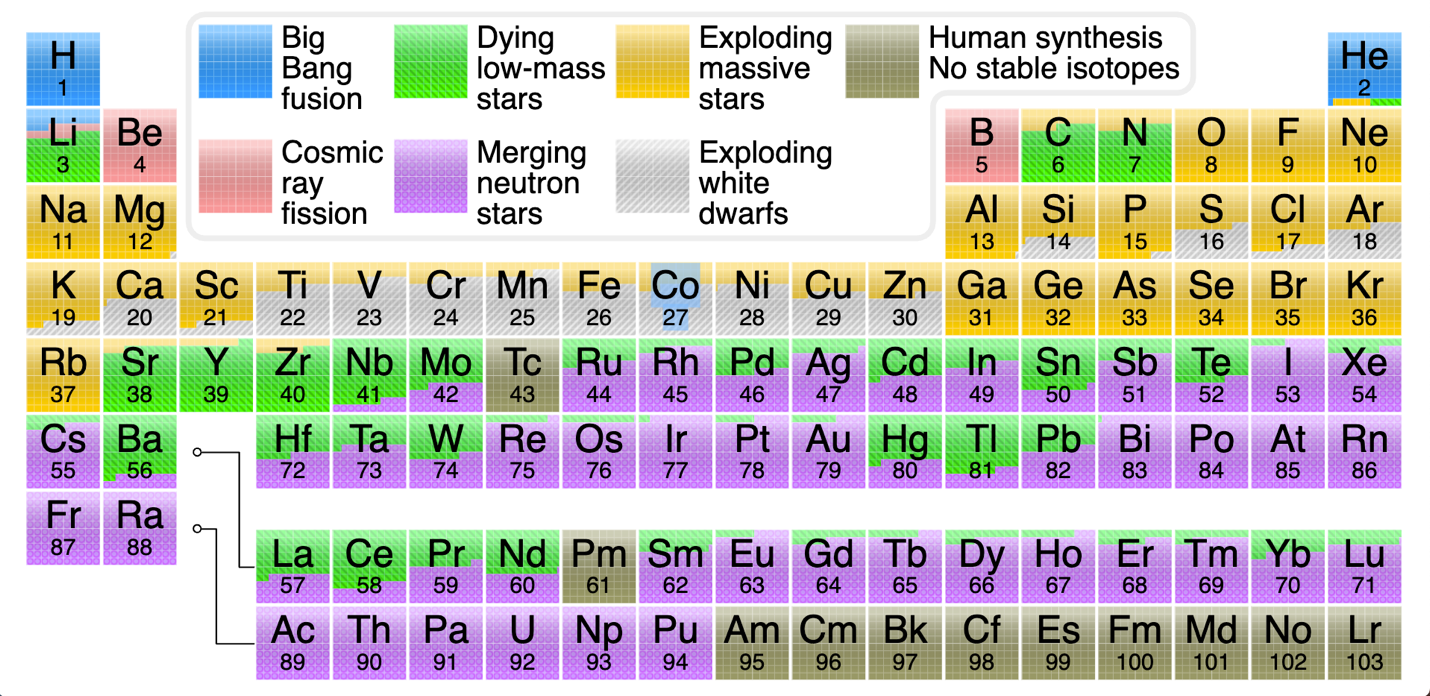 Big
Bang
fusion
Dying
low-mass
stars
Exploding
massive
stars
Human synthesis
No stable isotopes
Cosmic
ray
fission
Merging
neutron
stars
Exploding
white
dwarfs
H He
1 2
Li Be B C N O F Ne
3 4 5 6 7 8 9 10
Na Mg Al Si P S Cl Ar
11 12 13 14 15 16 17 18
K Ca Sc Ti V Cr Mn Fe Co Ni Cu Zn Ga Ge As Se Br Kr
19 20 21 22 23 24 25 26 27 28 29 30 31 32 33 34 35 36
Rb Sr Y Zr Nb Mo Tc Ru Rh Pd Ag Cd In Sn Sb Te I Xe
37 38 39 40 41 42 43 44 45 46 47 48 49 50 51 52 53 54
Cs Ba Hf Ta W Re Os Ir Pt Au Hg Tl Pb Bi Po At Rn
55 56 72 73 74 75 76 77 78 79 80 81 82 83 84 85 86
Fr Ra
87 88
La Ce Pr Nd Pm Sm Eu Gd Tb Dy Ho Er Tm Yb Lu
57 58 59 60 61 62 63 64 65 66 67 68 69 70 71
Ac Th Pa U Np Pu Am Cm Bk Cf Es Fm Md No Lr
89 90 91 92 93 94 95 96 97 98 99 100 101 102 103